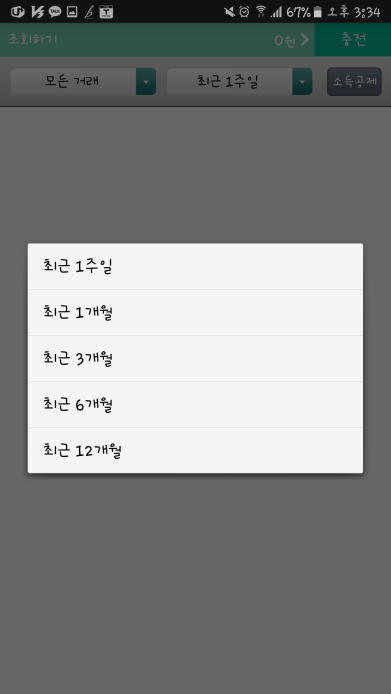 67% 오후 3:34
조회하기 0원 충전
모든 거래 최근 1주일 소득공제
최근 1주일
최근 1개월
최근 3개월
최근 6개월
최근 12개월